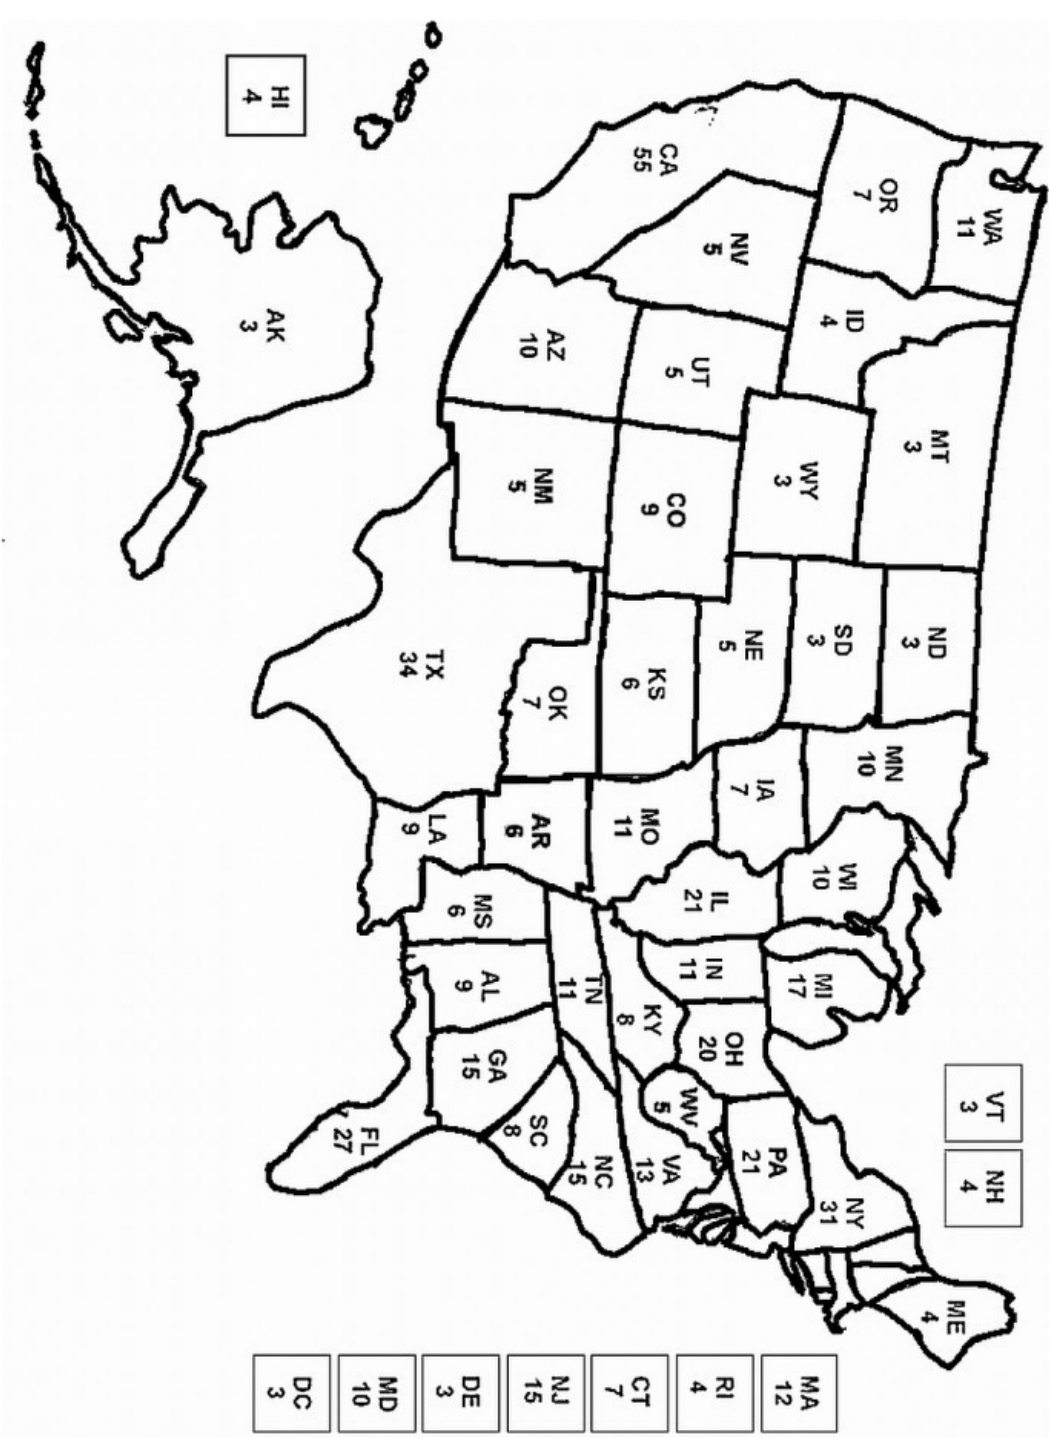 WA
11
OR
7
CA
55
NV
5
ID
4
MT
3
WY
3
UT
5
AZ
10
CO
9
NM
5
ND
3
SD
3
NE
5
KS
6
OK
7
TX
34
MN
10
IA
7
MO
11
AR
6
LA
9
WI
10
IL
21
MS
6
MI
17
IN
11
KY
8
TN
11
AL
9
OH
20
GA
15
WV
5
SC
8
FL
27
PA
21
VA
13
NC
15
NY
31
ME
4
VT
3
NH
4
MA
12
RI
4
CT
7
NJ
15
DE
3
MD
10
DC
3
HI
4
AK
3